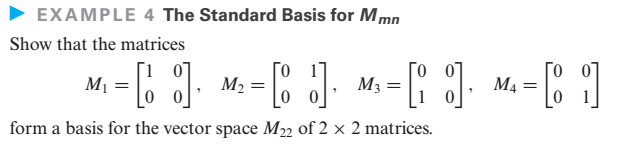 ▶ EXAMPLE 4 The Standard Basis for Mmn
Show that the matrices
M₁ = [1 0; 0 0], M₂ = [0 1; 0 0], M₃ = [0 0; 1 0], M₄ = [0 0; 0 1]
form a basis for the vector space M₂₂ of 2 × 2 matrices.